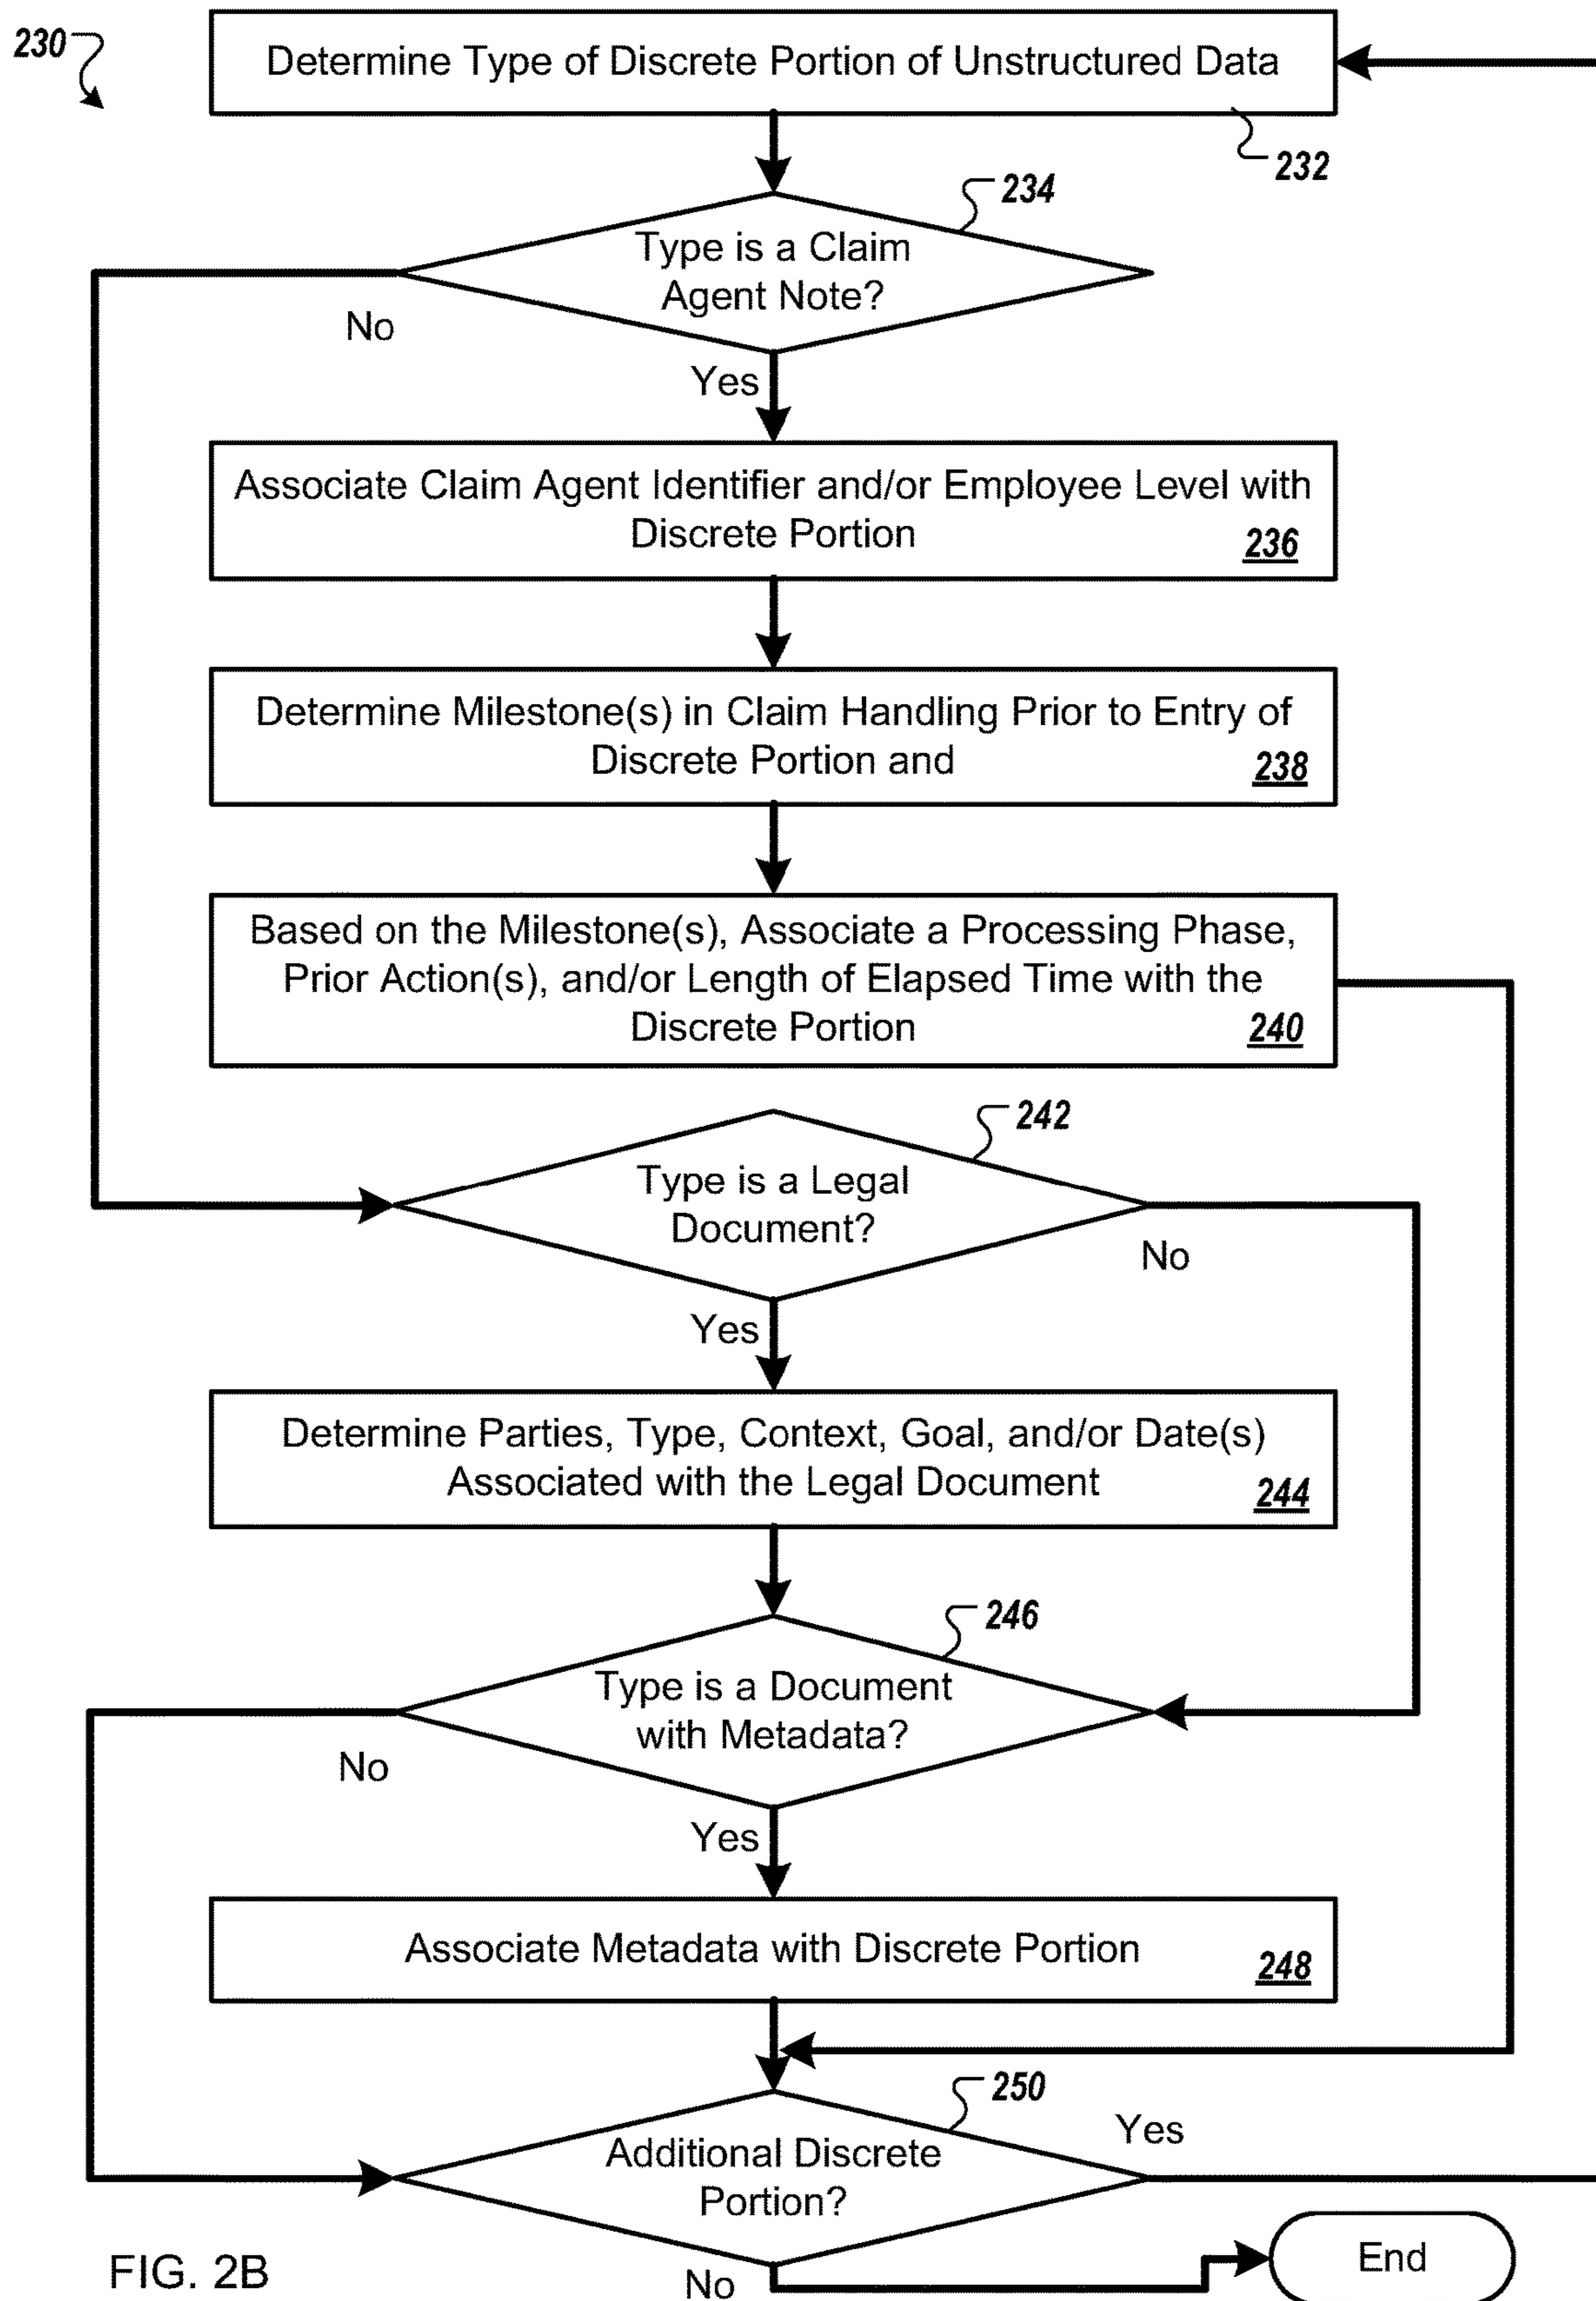 230
Determine Type of Discrete Portion of Unstructured Data
232
234
Type is a Claim
Agent Note?
No
Yes
Associate Claim Agent Identifier and/or Employee Level with
Discrete Portion
236
Determine Milestone(s) in Claim Handling Prior to Entry of
Discrete Portion and
238
Based on the Milestone(s), Associate a Processing Phase,
Prior Action(s), and/or Length of Elapsed Time with the
Discrete Portion
240
242
Type is a Legal
Document?
No
Yes
Determine Parties, Type, Context, Goal, and/or Date(s)
Associated with the Legal Document
244
246
Type is a Document
with Metadata?
No
Yes
Associate Metadata with Discrete Portion
248
250
Yes
Additional Discrete
Portion?
No
End
FIG. 2B